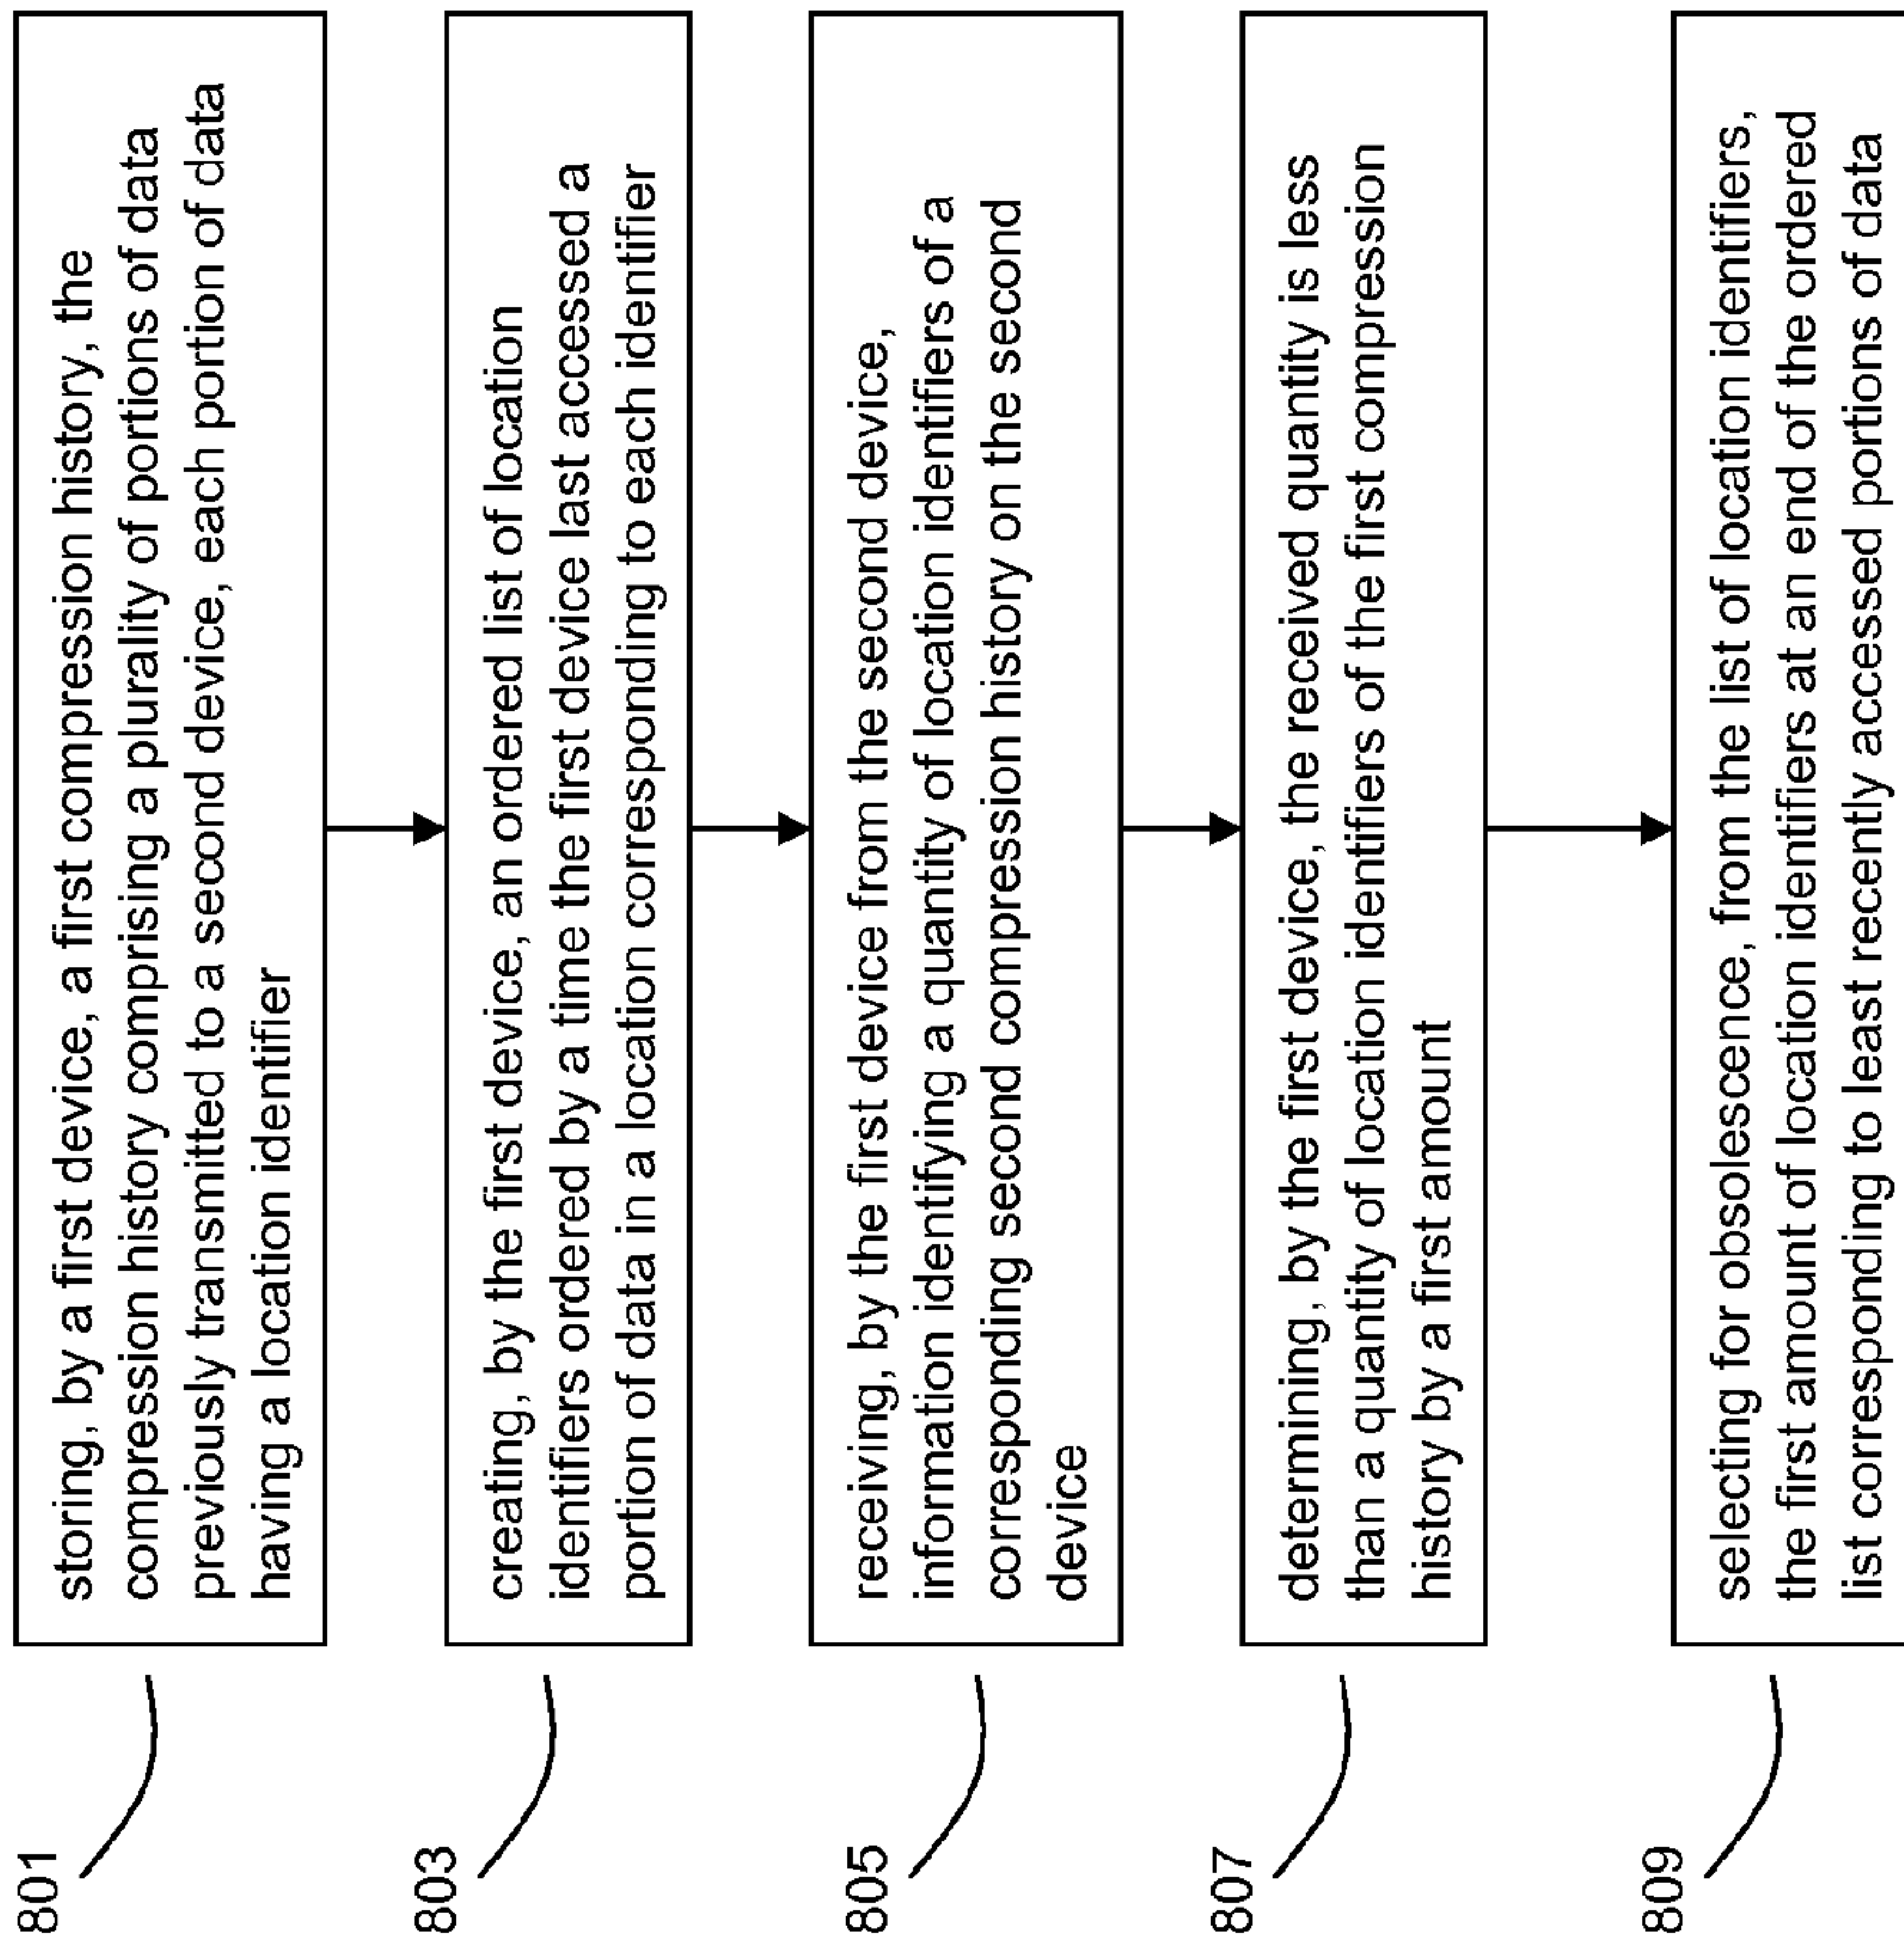 801
storing, by a first device, a first compression history, the
compression history comprising a plurality of portions of data
previously transmitted to a second device, each portion of data
having a location identifier
803
creating, by the first device, an ordered list of location
identifiers ordered by a time the first device last accessed a
portion of data in a location corresponding to each identifier
805
receiving, by the first device from the second device,
information identifying a quantity of location identifiers of a
corresponding second compression history on the second
device
807
determining, by the first device, the received quantity is less
than a quantity of location identifiers of the first compression
history by a first amount
809
selecting for obsolescence, from the list of location identifiers,
the first amount of location identifiers at an end of the ordered
list corresponding to least recently accessed portions of data